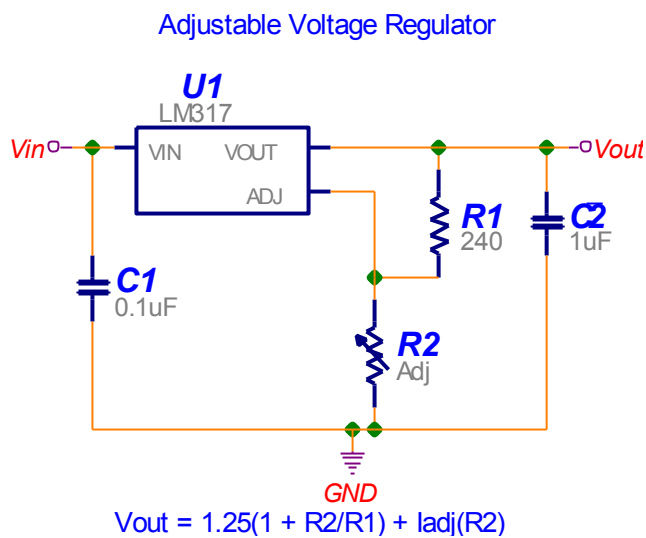 Adjustable Voltage Regulator
U1
LM317
Vin
VIN
VOUT
Vout
ADJ
R1
240
C2
1uF
C1
0.1uF
R2
Adj
GND
Vout = 1.25(1 + R2/R1) + Iadj(R2)